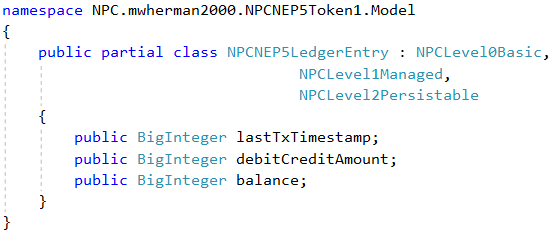 namespace NPC.mwherman2000.NPCNEP5Token1.Model
{
    public partial class NPCNEP5LedgerEntry : NPCLevel0Basic,
                                NPCLevel1Managed,
                                NPCLevel2Persistable
    {
        public BigInteger lastTxTimestamp;
        public BigInteger debitCreditAmount;
        public BigInteger balance;
    }
}